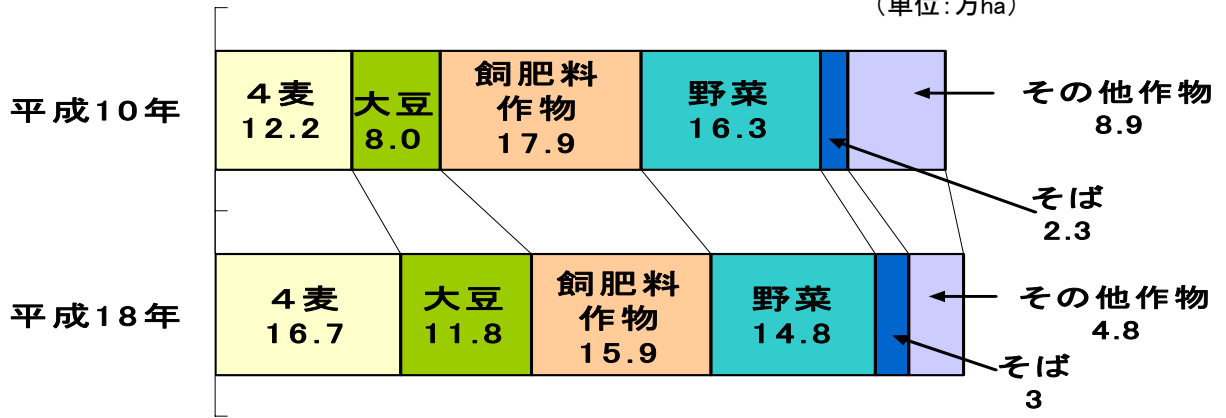 （単位：万ha）
平成10年
4麦
12.2
大豆
8.0
飼肥料
作物
17.9
野菜
16.3
その他作物
8.9
そば
2.3
平成18年
4麦
16.7
大豆
11.8
飼肥料
作物
15.9
野菜
14.8
その他作物
4.8
そば
3